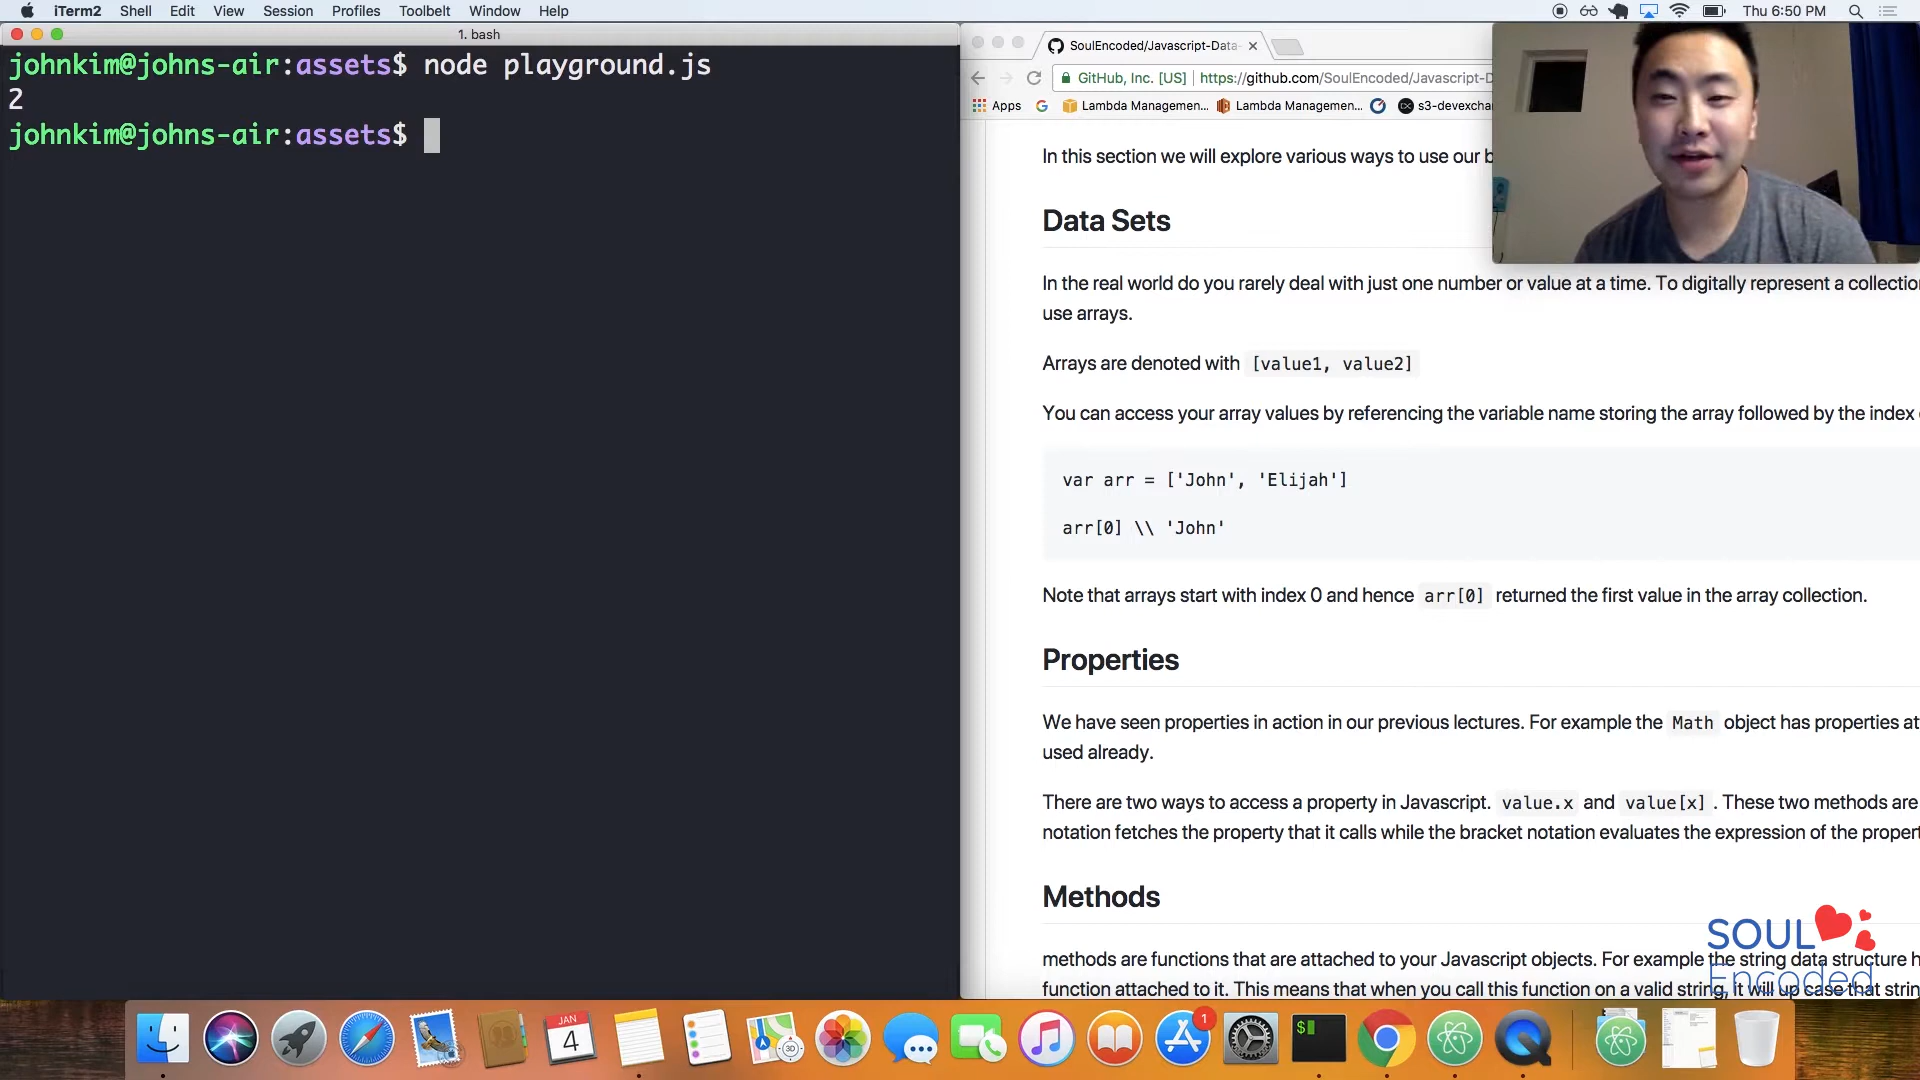 iTerm2 Shell Edit View Session Profiles Toolbelt Window Help
Thu 6:50 PM
1. bash
johnkim@johns-air:assets$ node playground.js
2
johnkim@johns-air:assets$
SoulEncoded/Javascript-Data-
GitHub, Inc. [US] https://github.com/SoulEncoded/Javascript-D
Apps Lambda Managemen... Lambda Managemen... s3-devexchan
In this section we will explore various ways to use our b
Data Sets
In the real world do you rarely deal with just one number or value at a time. To digitally represent a collectio
use arrays.
Arrays are denoted with [value1, value2]
You can access your array values by referencing the variable name storing the array followed by the index
var arr = ['John', 'Elijah']
arr[0] \\ 'John'
Note that arrays start with index 0 and hence arr[0] returned the first value in the array collection.
Properties
We have seen properties in action in our previous lectures. For example the Math object has properties at
used already.
There are two ways to access a property in Javascript. value.x and value[x] . These two methods are
notation fetches the property that it calls while the bracket notation evaluates the expression of the propert
Methods
methods are functions that are attached to your Javascript objects. For example the string data structure h
function attached to it. This means that when you call this function on a valid string, it will up case that strin
SOUL
Encoded
JAN
4
3D
1
$